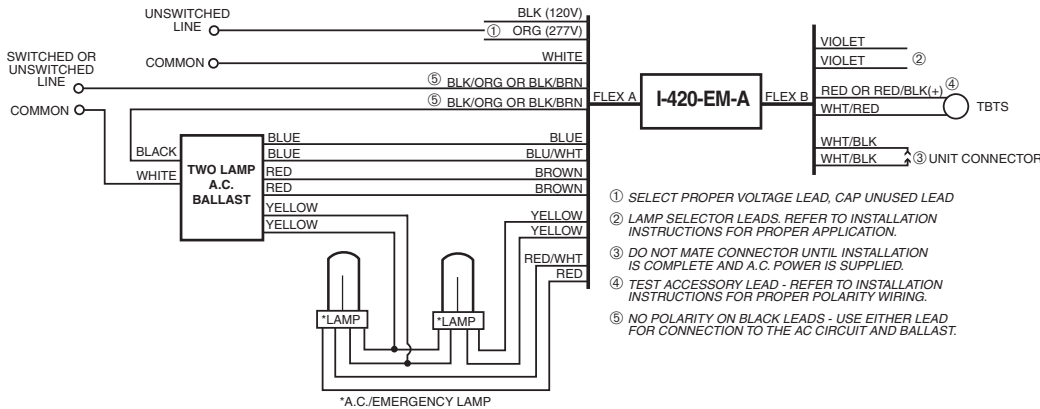 UNSWITCHED
LINE
BLK (120V)
① ORG (277V)
COMMON
WHITE
SWITCHED OR
UNSWITCHED
LINE
⑤ BLK/ORG OR BLK/BRN
COMMON
⑤ BLK/ORG OR BLK/BRN
FLEX A
I-420-EM-A
FLEX B
VIOLET
VIOLET
②
RED OR RED/BLK(+)
④
TBTS
WHT/RED
WHT/BLK
WHT/BLK
③ UNIT CONNECTOR
BLACK
WHITE
TWO LAMP
A.C.
BALLAST
BLUE
BLUE
RED
RED
YELLOW
YELLOW
BLUE
BLU/WHT
BROWN
BROWN
YELLOW
YELLOW
RED/WHT
RED
*LAMP
*LAMP
*A.C./EMERGENCY LAMP
① SELECT PROPER VOLTAGE LEAD, CAP UNUSED LEAD
② LAMP SELECTOR LEADS. REFER TO INSTALLATION
INSTRUCTIONS FOR PROPER APPLICATION.
③ DO NOT MATE CONNECTOR UNTIL INSTALLATION
IS COMPLETE AND A.C. POWER IS SUPPLIED.
④ TEST ACCESSORY LEAD - REFER TO INSTALLATION
INSTRUCTIONS FOR PROPER POLARITY WIRING.
⑤ NO POLARITY ON BLACK LEADS - USE EITHER LEAD
FOR CONNECTION TO THE AC CIRCUIT AND BALLAST.